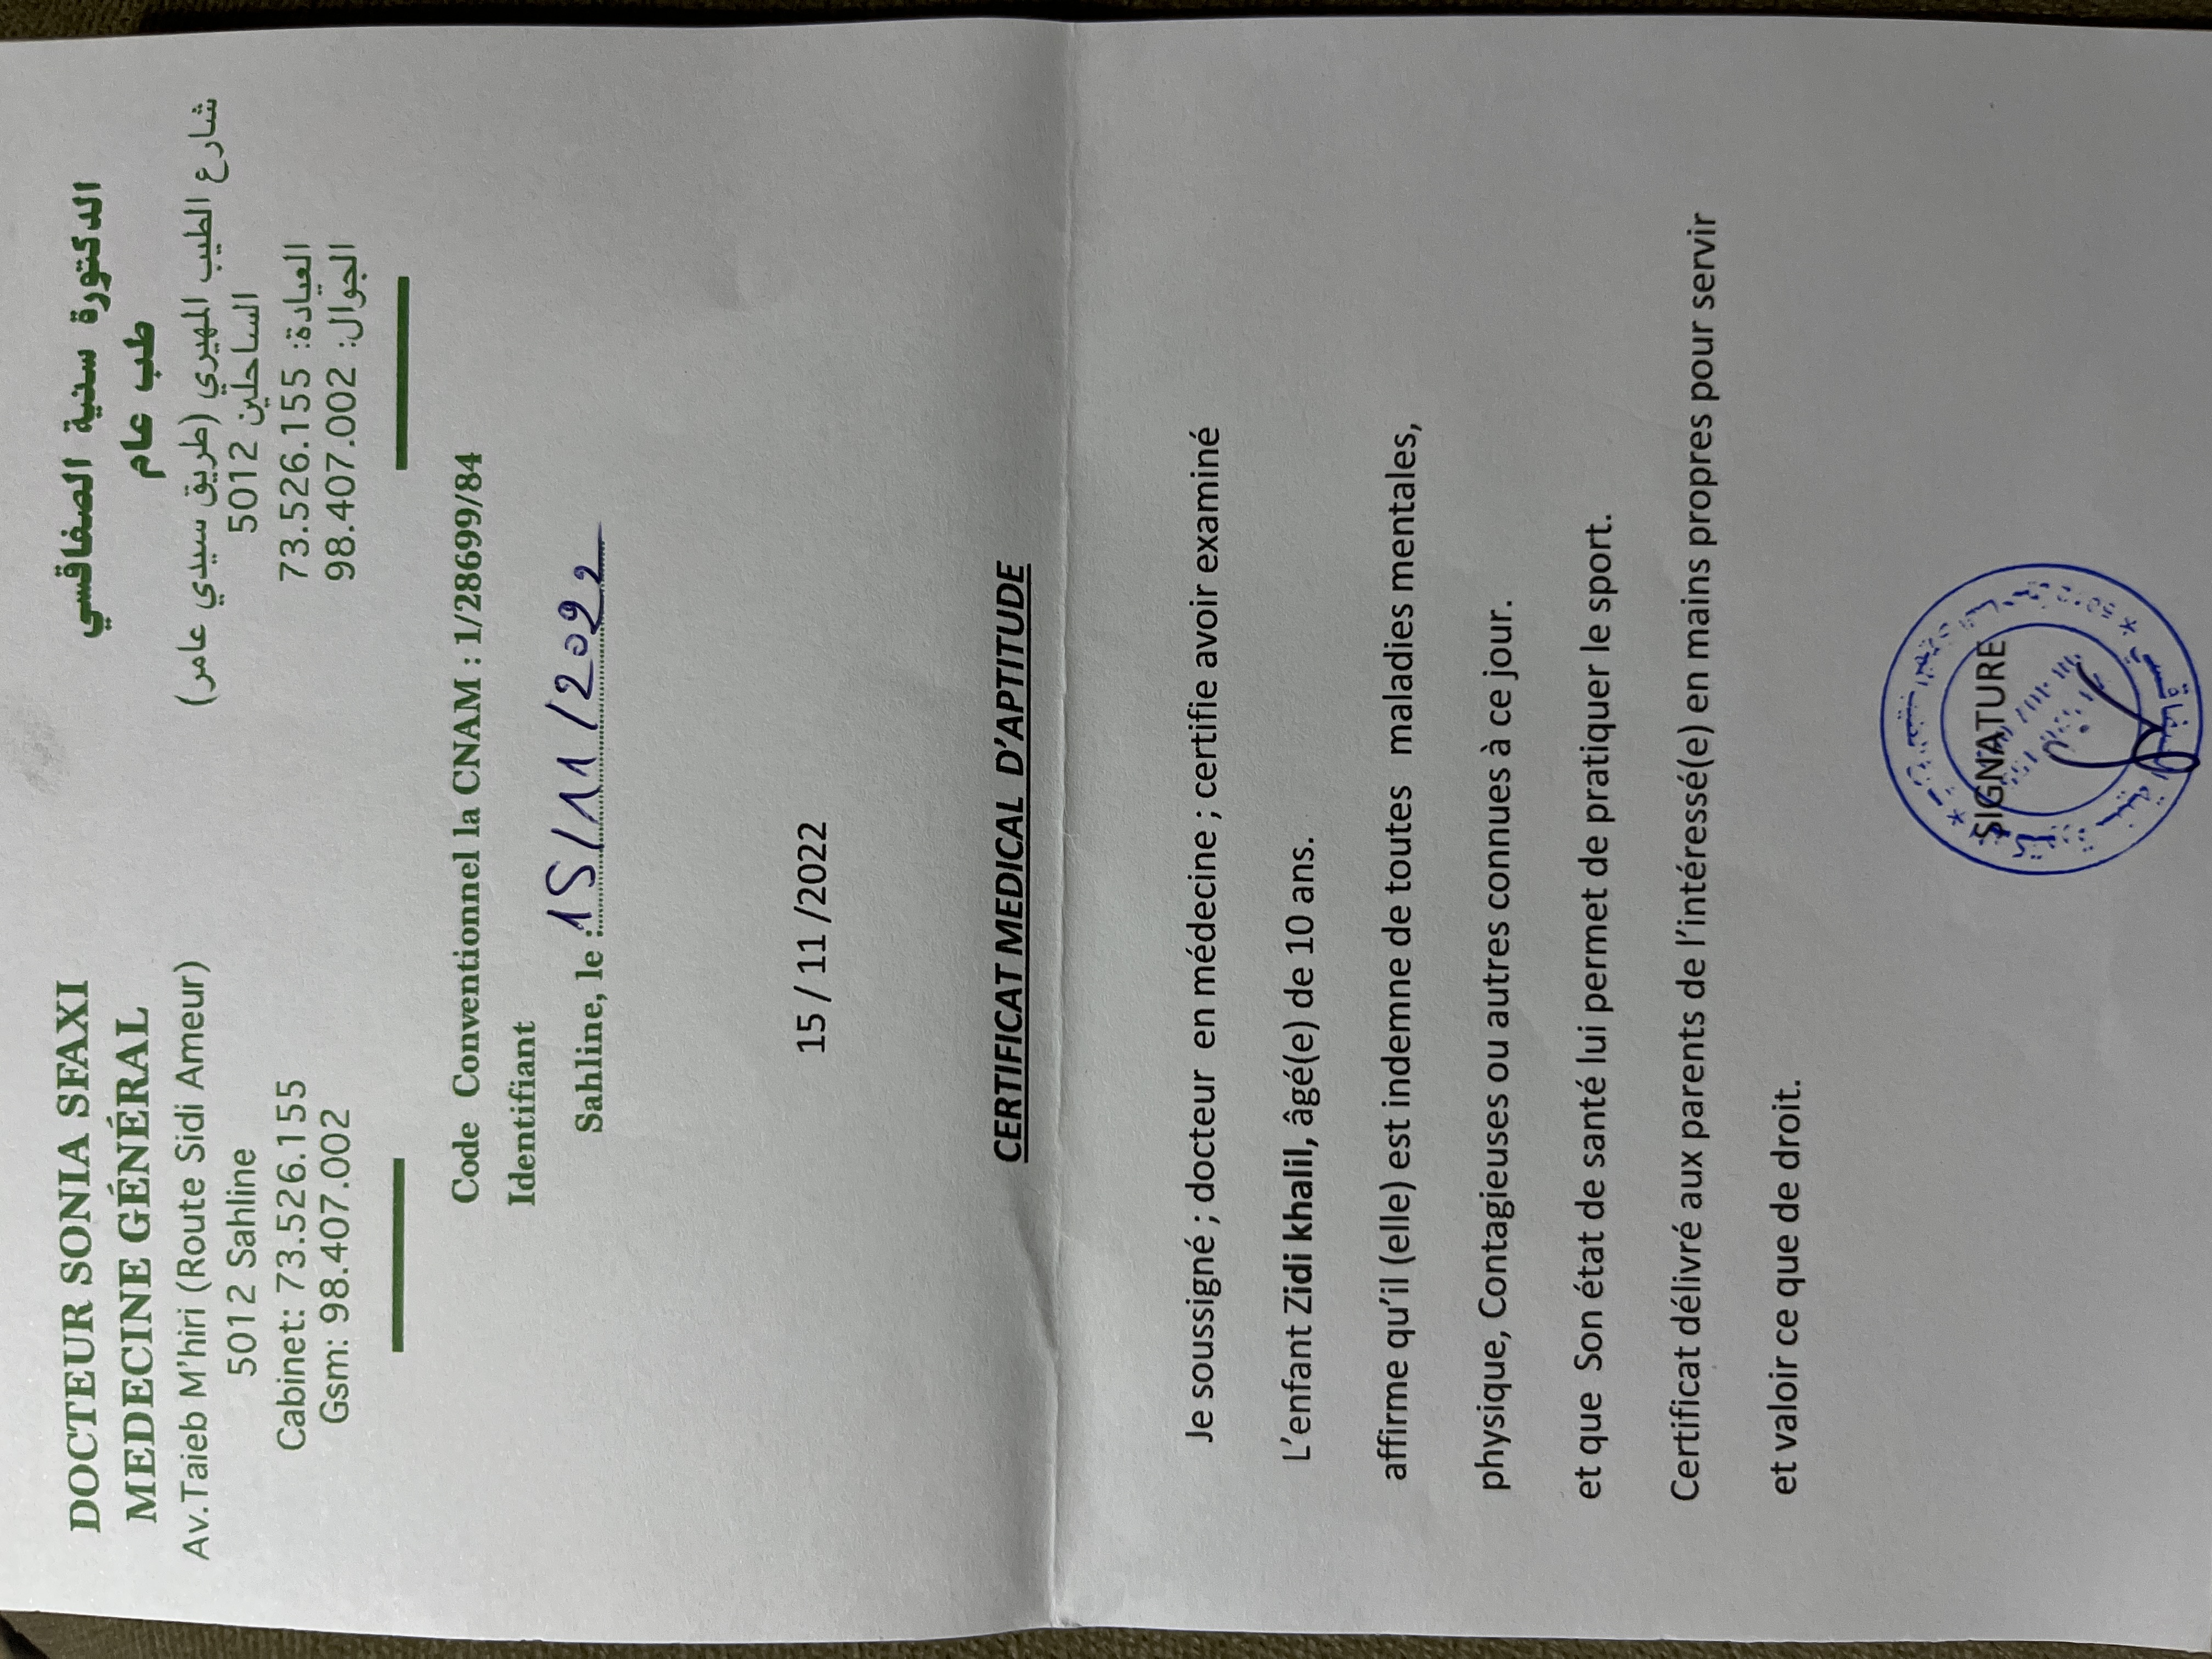 DOCTEUR SONIA SFAXI
MEDECINE GÉNÉRAL
Av.Taieb M'hiri (Route Sidi Ameur)
5012 Sahline
Cabinet: 73.526.155
Gsm: 98.407.002
الدكتورة سنية الصفاقسي
طب عام
شارع الطيب المهيري (طريق سيدي عامر)
الساحلين 5012
العيادة: 73.526.155
الجوال: 98.407.002
Code Conventionnel la CNAM : 1/28699/84
Identifiant
Sahline, le : 15/11/2022
15 / 11 /2022
CERTIFICAT MEDICAL D'APTITUDE
Je soussigné ; docteur en médecine ; certifie avoir examiné
L'enfant Zidi khalil, âgé(e) de 10 ans.
affirme qu'il (elle) est indemne de toutes maladies mentales,
physique, Contagieuses ou autres connues à ce jour.
et que Son état de santé lui permet de pratiquer le sport.
Certificat délivré aux parents de l'intéressé(e) en mains propres pour servir
et valoir ce que de droit.
SIGNATURE